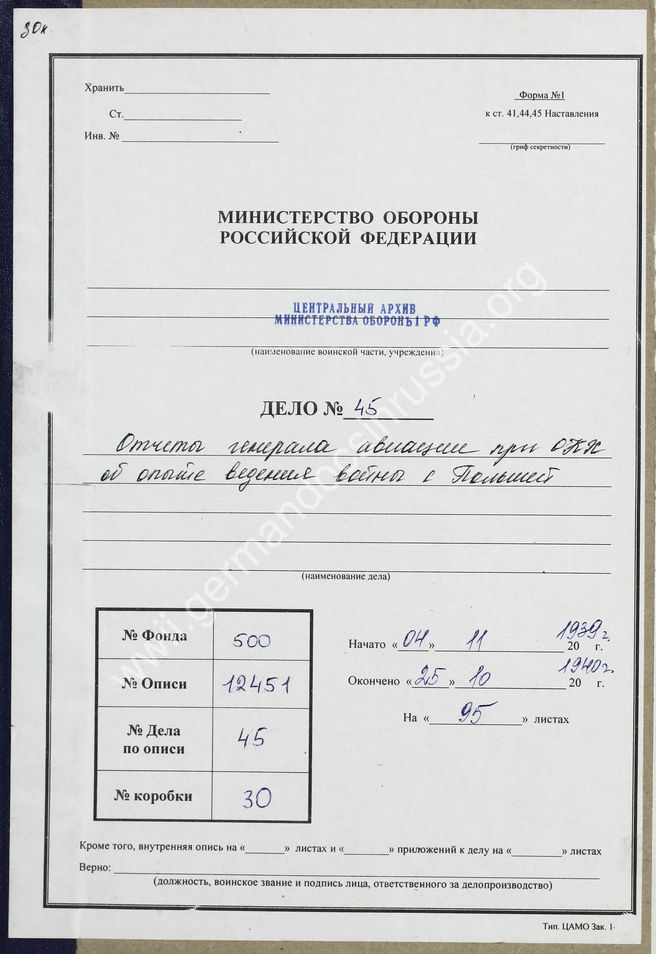 30к
Хранить
Форма №1
Ст.
к ст. 41,44,45 Наставления
Инв. №
(гриф секретности)
МИНИСТЕРСТВО ОБОРОНЫ
РОССИЙСКОЙ ФЕДЕРАЦИИ
ЦЕНТРАЛЬНЫЙ АРХИВ
МИНИСТЕРСТВА ОБОРОНЫ РФ
(наименование воинской части, учреждения)
ДЕЛО № 45
Отчеты генерала авиации при ОКХ
об опыте ведения войны с Польшей
(наименование дела)
№ Фонда 500
№ Описи 12451
№ Дела
по описи 45
№ коробки 30
Начато «04» 11 1939г. 20 г.
Окончено «25» 10 1940г. 20 г.
На « 95 » листах
Кроме того, внутренняя опись на « » листах и « » приложений к делу на « » листах
Верно:
(должность, воинское звание и подпись лица, ответственного за делопроизводство)
Тип. ЦАМО Зак. 1
www.germandocsinrussia.org